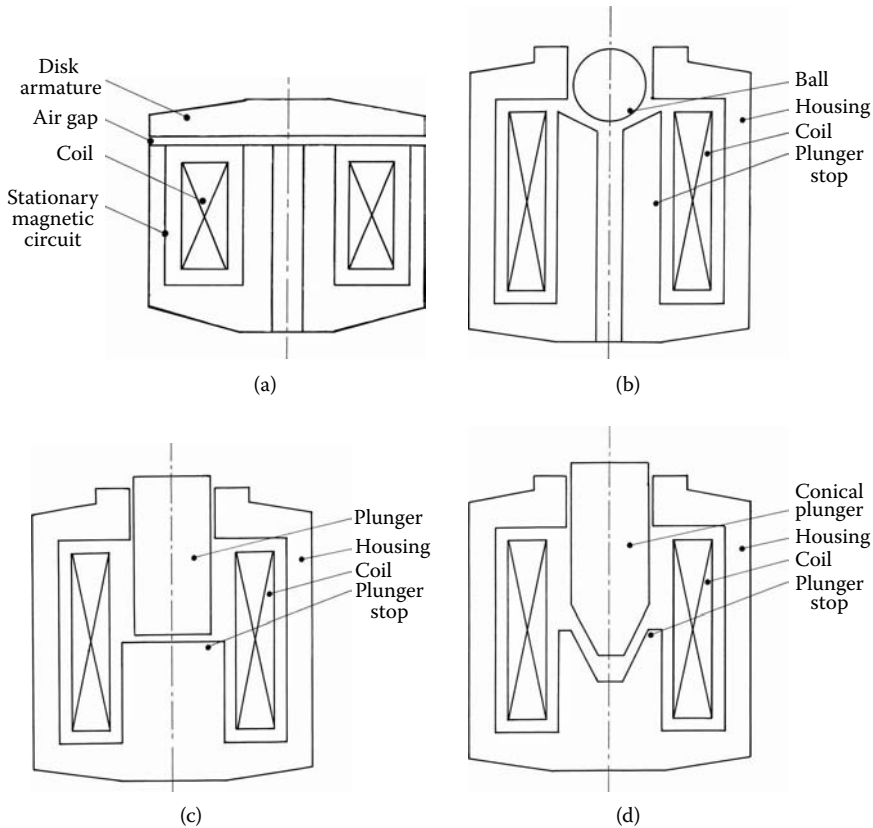 Disk
armature
Air gap
Coil
Stationary
magnetic
circuit
(a)
Ball
Housing
Coil
Plunger
stop
(b)
Plunger
Housing
Coil
Plunger
stop
(c)
Conical
plunger
Housing
Coil
Plunger
stop
(d)